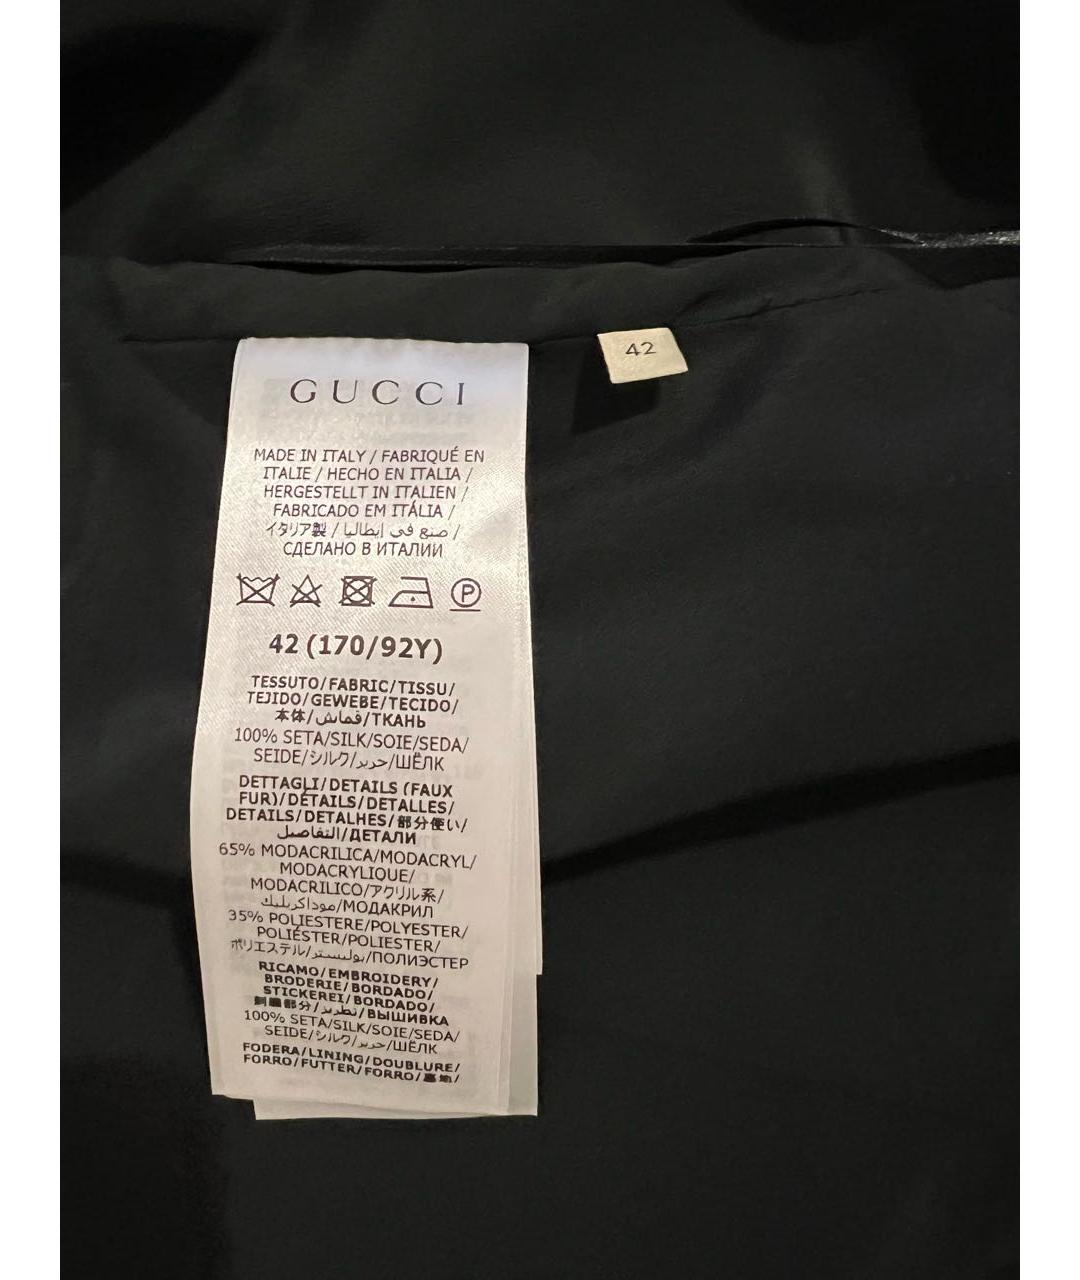 GUCCI
42
MADE IN ITALY / FABRIQUÉ EN
ITALIE / HECHO EN ITALIA /
HERGESTELLT IN ITALIEN /
FABRICADO EM ITÁLIA /
イタリア製 / صنع في إيطاليا /
СДЕЛАНО В ИТАЛИИ
P
42 (170/92Y)
TESSUTO/FABRIC/TISSU/
TEJIDO/GEWEBE/TECIDO/
本体/قماش/ТКАНЬ
100% SETA/SILK/SOIE/SEDA/
SEIDE/シルク/حرير/ШЁЛК
DETTAGLI/DETAILS (FAUX
FUR)/DÉTAILS/DETALLES/
DETAILS/DETALHES/部分使い/
التفاصيل/ДЕТАЛИ
65% MODACRILICA/MODACRYL/
MODACRYLIQUE/
MODACRILICO/アクリル系/
موداكريليك/МОДАКРИЛ
35% POLIESTERE/POLYESTER/
POLIÉSTER/POLIESTER/
ポリエステル/بوليستر/ПОЛИЭСТЕР
RICAMO/EMBROIDERY/
BRODERIE/BORDADO/
STICKEREI/BORDADO/
刺繍部分/تطريز/ВЫШИВКА
100% SETA/SILK/SOIE/SEDA/
SEIDE/シルク/حرير/ШЁЛК
FODERA/LINING/DOUBLURE/
FORRO/FUTTER/FORRO/裏地/